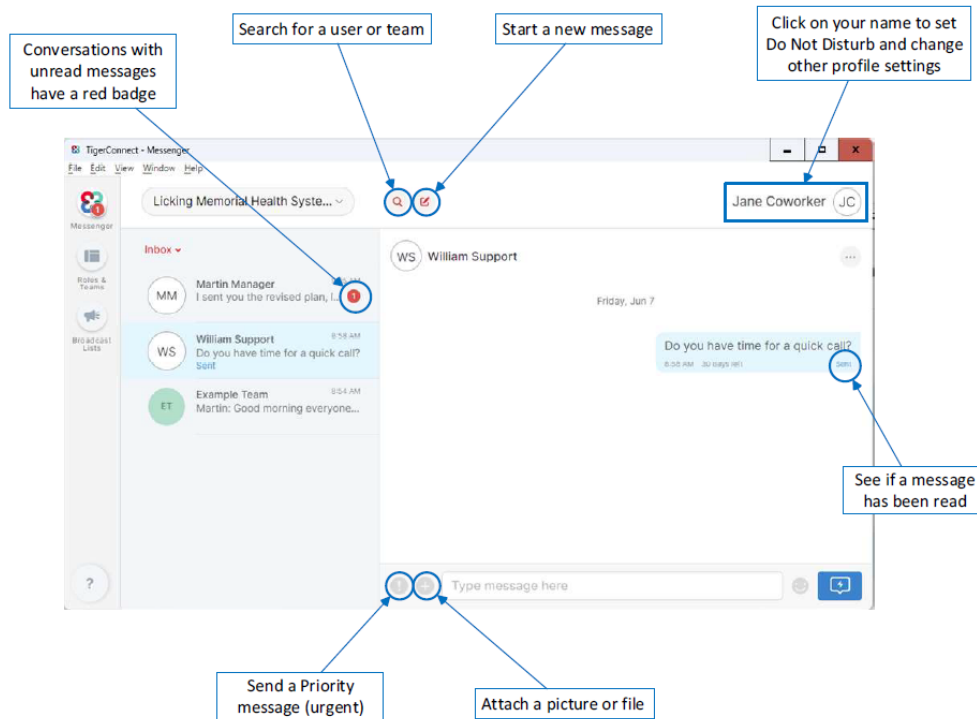 Conversations with
unread messages
have a red badge
Search for a user or team
Start a new message
Click on your name to set
Do Not Disturb and change
other profile settings
TigerConnect - Messenger
File Edit View Window Help
1
Messenger
Licking Memorial Health Syste...
Jane Coworker JC
Roles &
Teams
Broadcast
Lists
?
Inbox
MM
Martin Manager
I sent you the revised plan, I...
1
WS
William Support 8:58 AM
Do you have time for a quick call?
Sent
ET
Example Team 8:54 AM
Martin: Good morning everyone...
WS William Support
...
Friday, Jun 7
Do you have time for a quick call?
8:58 AM 30 days left Sent
See if a message
has been read
! + Type message here
Send a Priority
message (urgent)
Attach a picture or file